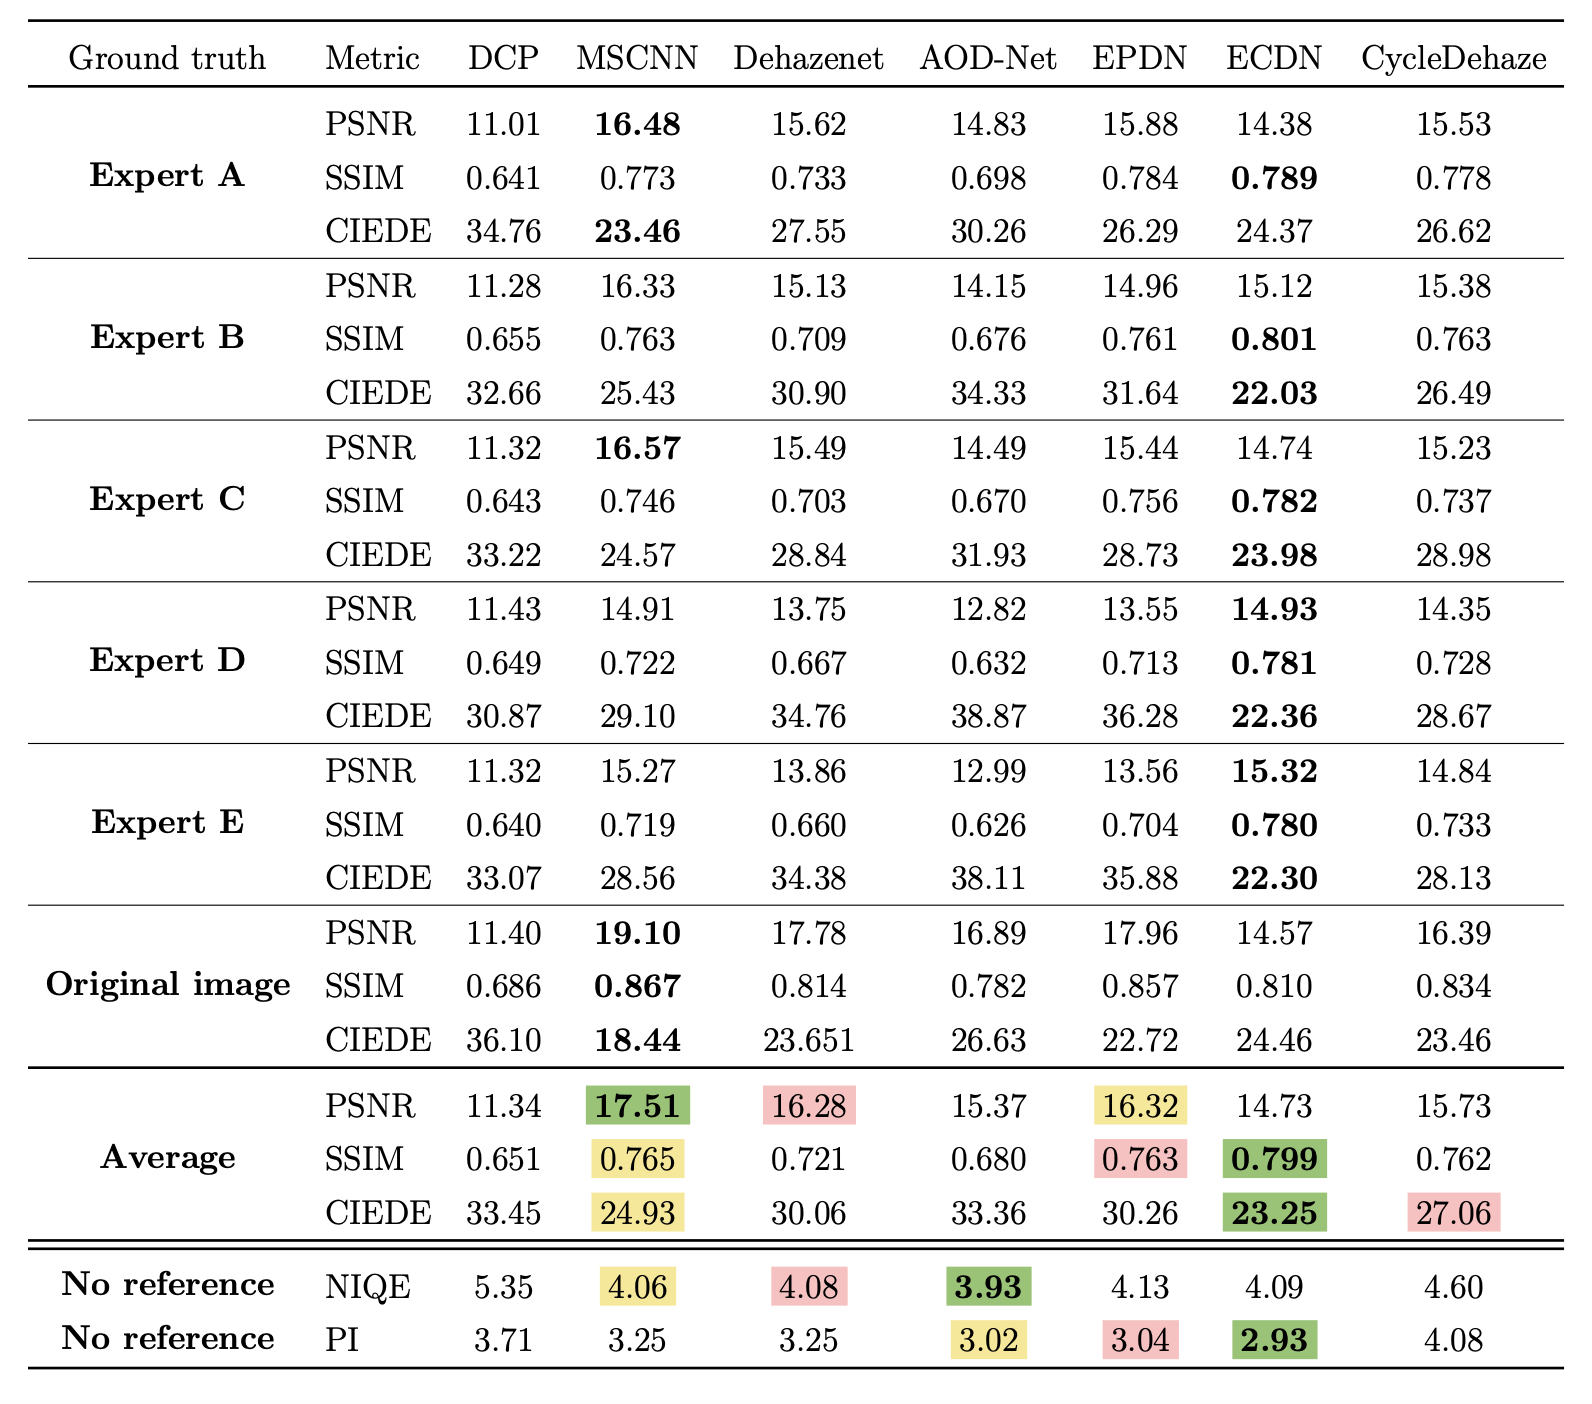 Ground truth Metric DCP MSCNN Dehazenet AOD-Net EPDN ECDN CycleDehaze
PSNR 11.01 16.48 15.62 14.83 15.88 14.38 15.53
Expert A SSIM 0.641 0.773 0.733 0.698 0.784 0.789 0.778
CIEDE 34.76 23.46 27.55 30.26 26.29 24.37 26.62
PSNR 11.28 16.33 15.13 14.15 14.96 15.12 15.38
Expert B SSIM 0.655 0.763 0.709 0.676 0.761 0.801 0.763
CIEDE 32.66 25.43 30.90 34.33 31.64 22.03 26.49
PSNR 11.32 16.57 15.49 14.49 15.44 14.74 15.23
Expert C SSIM 0.643 0.746 0.703 0.670 0.756 0.782 0.737
CIEDE 33.22 24.57 28.84 31.93 28.73 23.98 28.98
PSNR 11.43 14.91 13.75 12.82 13.55 14.93 14.35
Expert D SSIM 0.649 0.722 0.667 0.632 0.713 0.781 0.728
CIEDE 30.87 29.10 34.76 38.87 36.28 22.36 28.67
PSNR 11.32 15.27 13.86 12.99 13.56 15.32 14.84
Expert E SSIM 0.640 0.719 0.660 0.626 0.704 0.780 0.733
CIEDE 33.07 28.56 34.38 38.11 35.88 22.30 28.13
PSNR 11.40 19.10 17.78 16.89 17.96 14.57 16.39
Original image SSIM 0.686 0.867 0.814 0.782 0.857 0.810 0.834
CIEDE 36.10 18.44 23.651 26.63 22.72 24.46 23.46
PSNR 11.34 17.51 16.28 15.37 16.32 14.73 15.73
Average SSIM 0.651 0.765 0.721 0.680 0.763 0.799 0.762
CIEDE 33.45 24.93 30.06 33.36 30.26 23.25 27.06
No reference NIQE 5.35 4.06 4.08 3.93 4.13 4.09 4.60
No reference PI 3.71 3.25 3.25 3.02 3.04 2.93 4.08